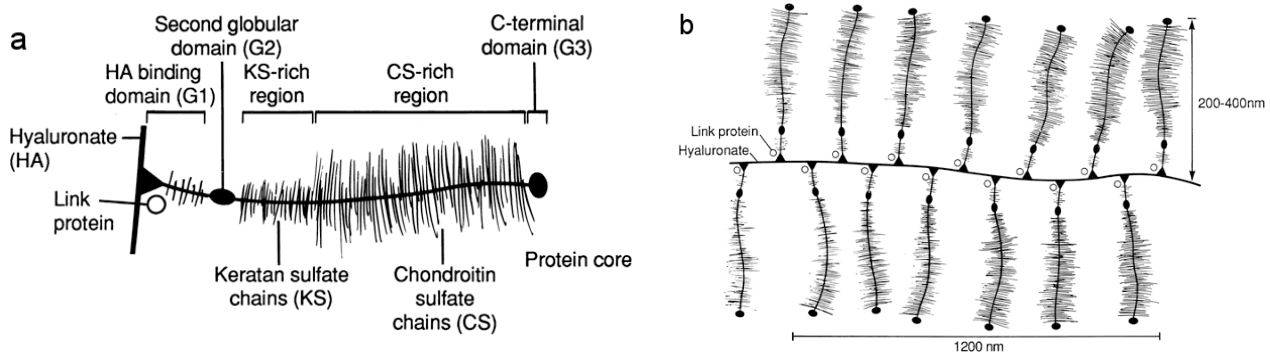 a
Second globular
domain (G2)
C-terminal
domain (G3)
HA binding
domain (G1)
KS-rich
region
CS-rich
region
Hyaluronate
(HA)
Link
protein
Keratan sulfate
chains (KS)
Chondroitin
sulfate
chains (CS)
Protein core
b
Link protein
Hyaluronate
200-400nm
1200 nm